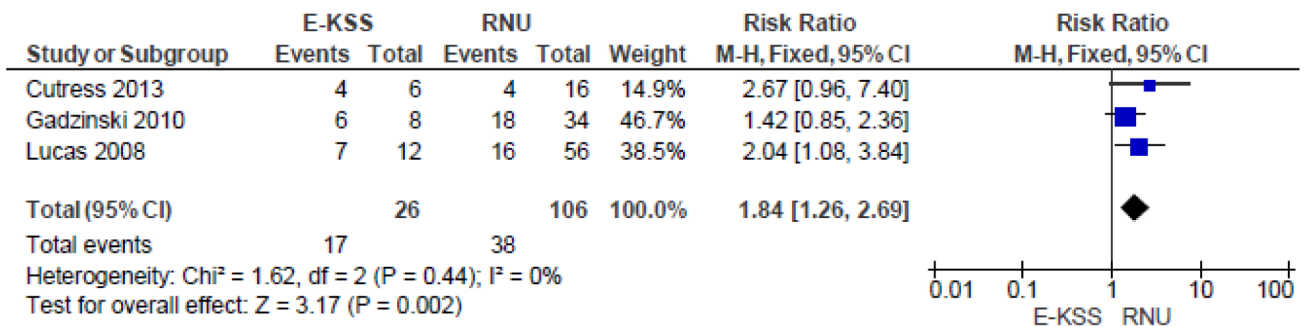 E-KSS RNU Risk Ratio Risk Ratio
Study or Subgroup Events Total Events Total Weight M-H, Fixed, 95% CI M-H, Fixed, 95% CI
Cutress 2013 4 6 4 16 14.9% 2.67 [0.96, 7.40]
Gadzinski 2010 6 8 18 34 46.7% 1.42 [0.85, 2.36]
Lucas 2008 7 12 16 56 38.5% 2.04 [1.08, 3.84]
Total (95% CI) 26 106 100.0% 1.84 [1.26, 2.69]
Total events 17 38
Heterogeneity: Chi² = 1.62, df = 2 (P = 0.44); I² = 0%
Test for overall effect: Z = 3.17 (P = 0.002)
0.01 0.1 1 10 100
E-KSS RNU